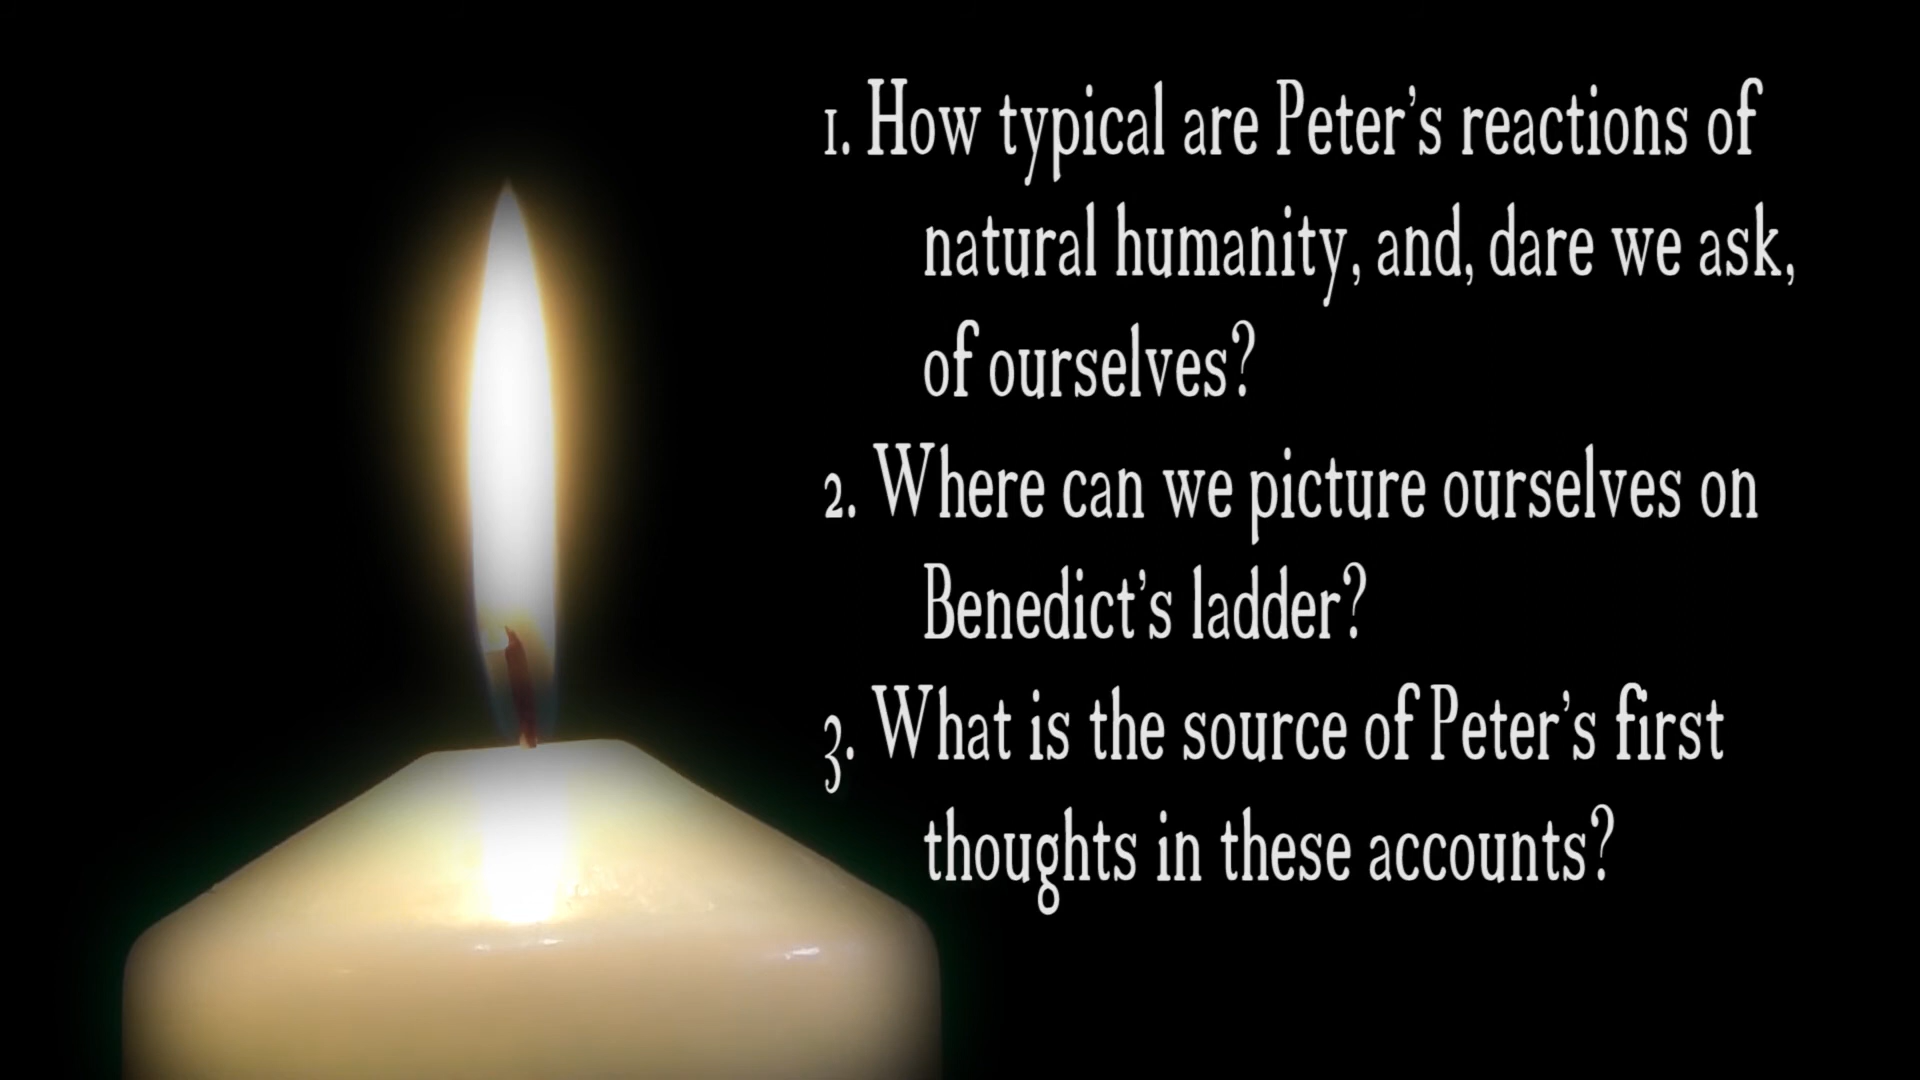 1. How typical are Peter’s reactions of
natural humanity, and, dare we ask,
of ourselves?
2. Where can we picture ourselves on
Benedict’s ladder?
3. What is the source of Peter’s first
thoughts in these accounts?